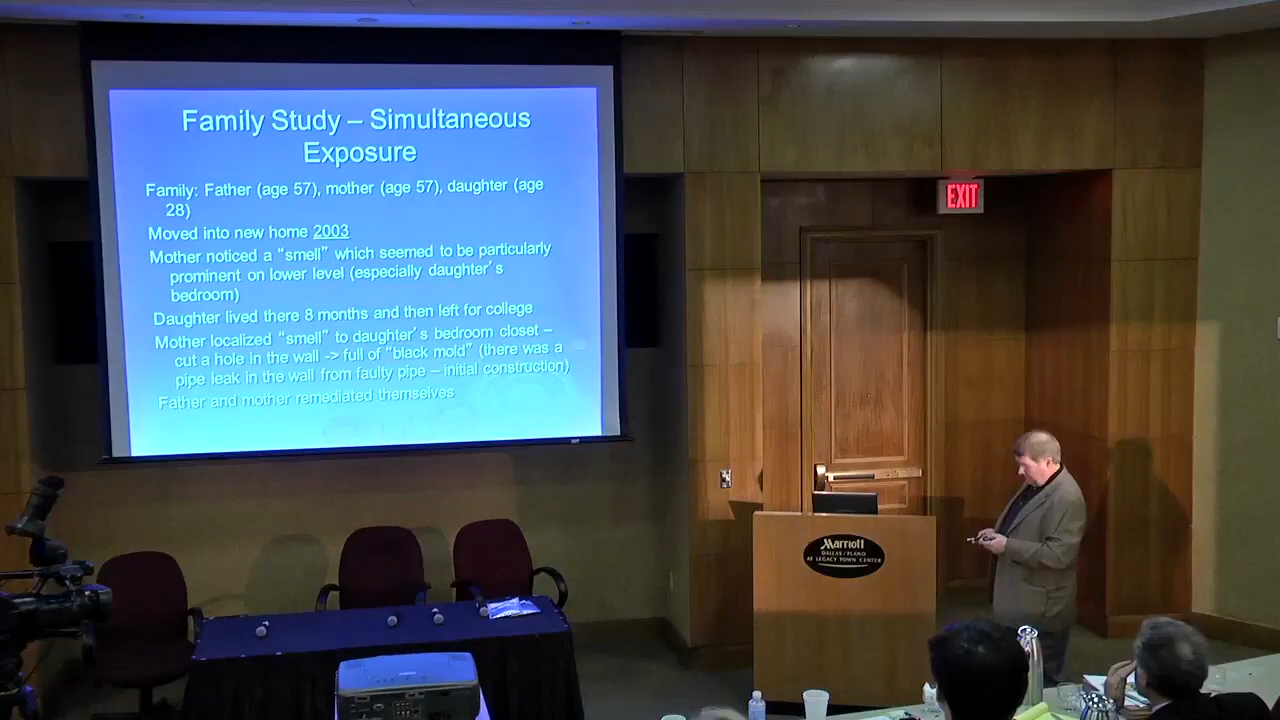 Family Study – Simultaneous
Exposure
Family: Father (age 57), mother (age 57), daughter (age
28)
Moved into new home 2003
Mother noticed a “smell” which seemed to be particularly
prominent on lower level (especially daughter’s
bedroom)
Daughter lived there 8 months and then left for college
Mother localized “smell” to daughter’s bedroom closet –
cut a hole in the wall -> full of “black mold” (there was a
pipe leak in the wall from faulty pipe – initial construction)
Father and mother remediated themselves
EXIT
Marriott
DALLAS/PLANO
AT LEGACY TOWN CENTER